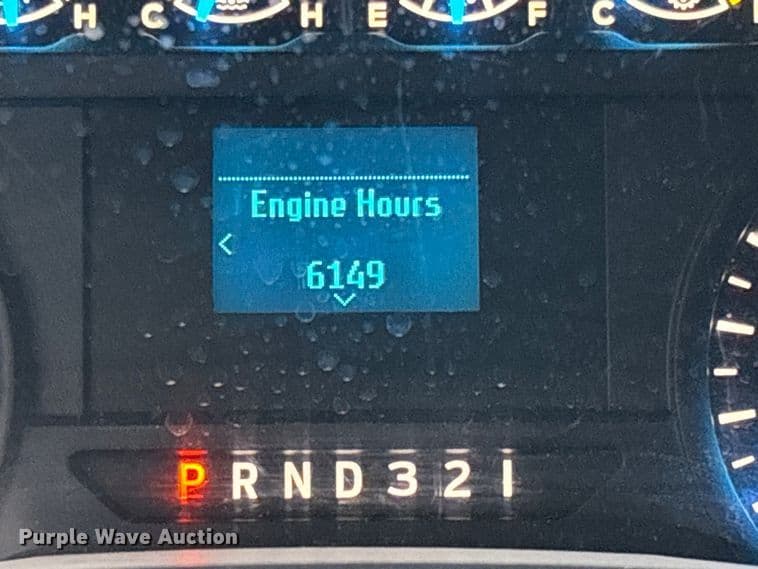 H C H E F C
Engine Hours
<
6149
P R N D 3 2 1
Purple Wave Auction